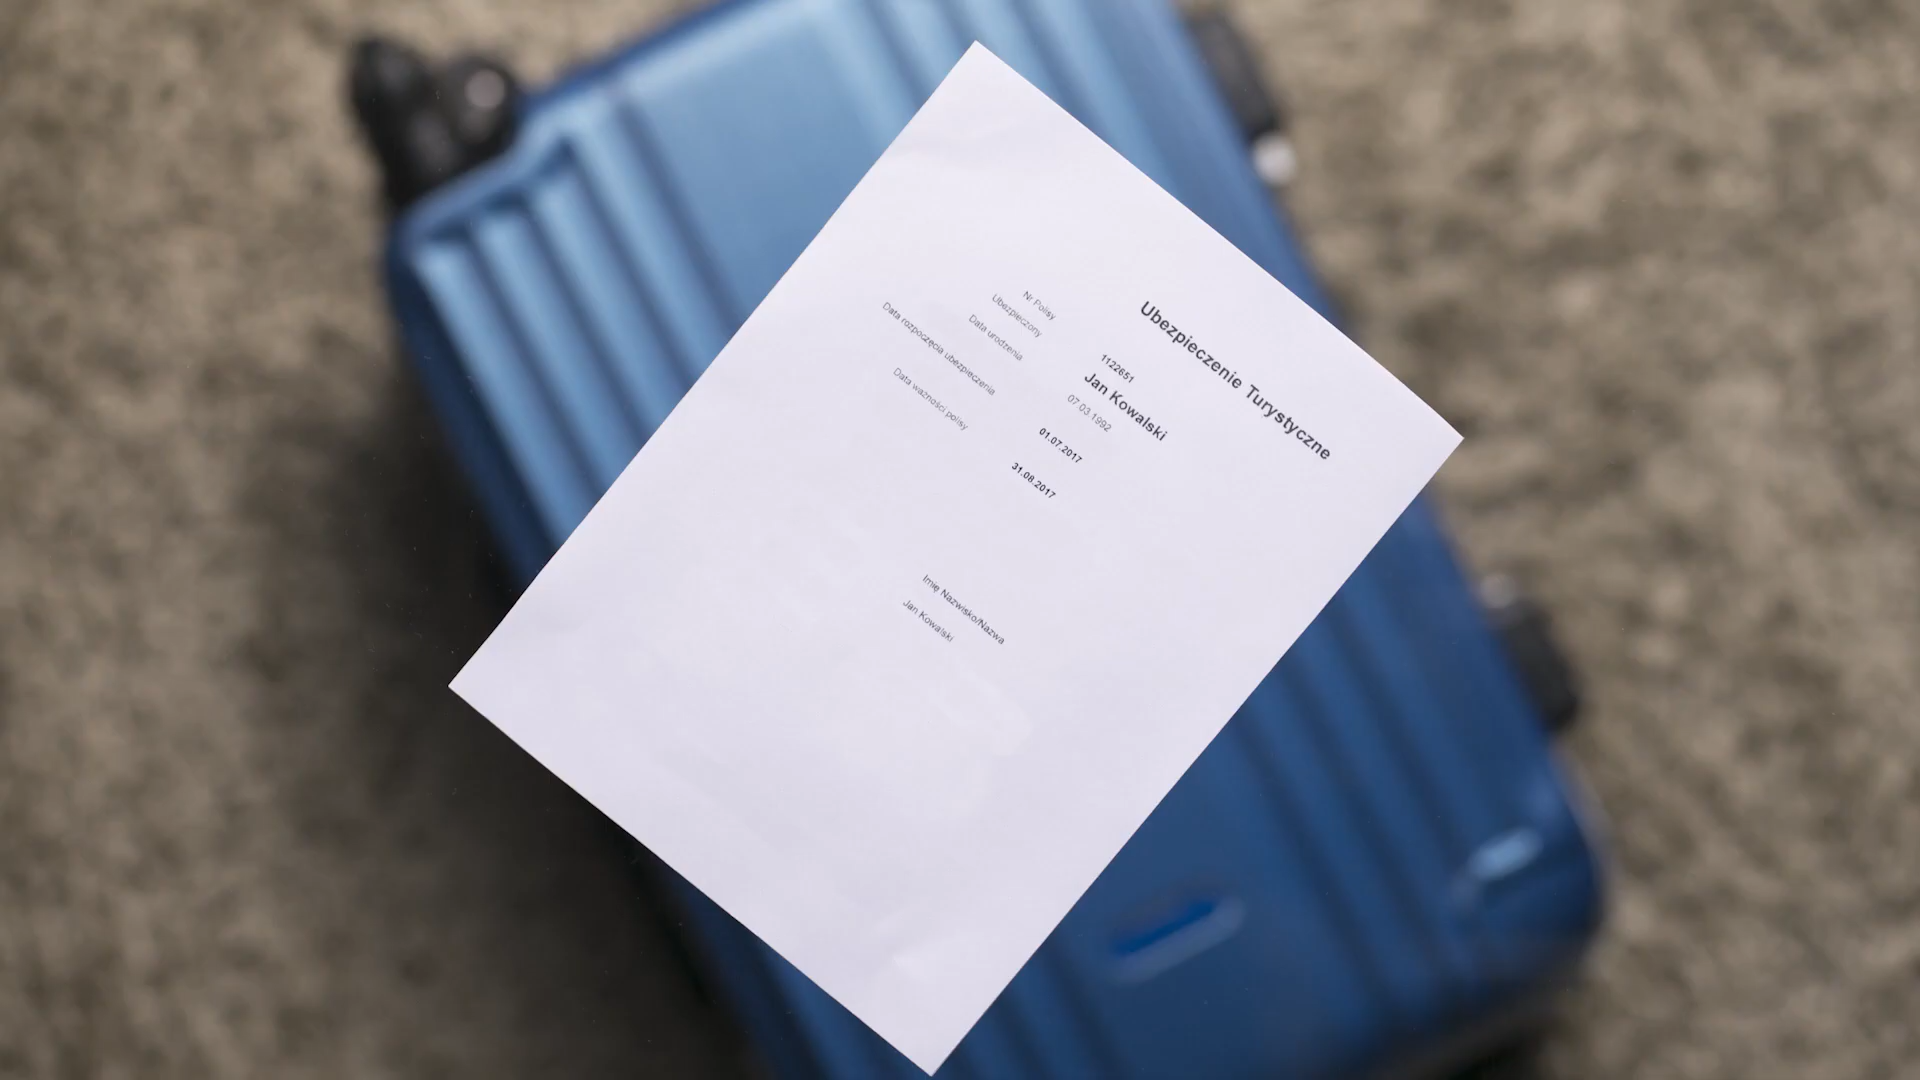 Ubezpieczenie Turystyczne
Nr Polisy 1122651
Ubezpieczony Jan Kowalski
Data urodzenia 07.03.1992
Data rozpoczęcia ubezpieczenia 01.07.2017
Data ważności polisy 31.08.2017
Imię Nazwisko/Nazwa
Jan Kowalski